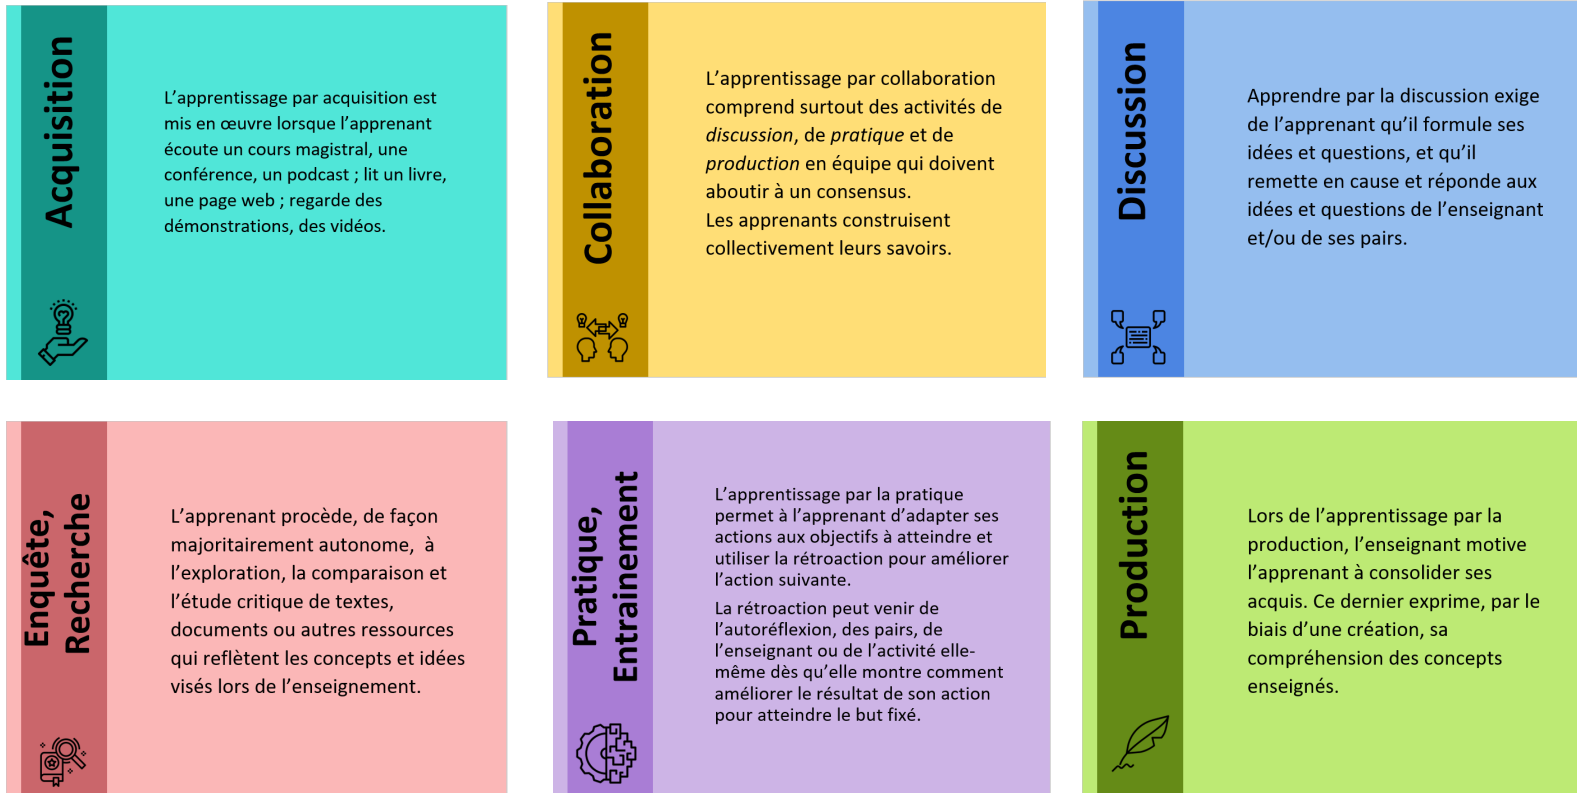 Acquisition
L’apprentissage par acquisition est
mis en œuvre lorsque l’apprenant
écoute un cours magistral, une
conférence, un podcast ; lit un livre,
une page web ; regarde des
démonstrations, des vidéos.
Collaboration
L’apprentissage par collaboration
comprend surtout des activités de
discussion, de pratique et de
production en équipe qui doivent
aboutir à un consensus.
Les apprenants construisent
collectivement leurs savoirs.
Discussion
Apprendre par la discussion exige
de l’apprenant qu’il formule ses
idées et questions, et qu’il
remette en cause et réponde aux
idées et questions de l’enseignant
et/ou de ses pairs.
Enquête,
Recherche
L’apprenant procède, de façon
majoritairement autonome, à
l’exploration, la comparaison et
l’étude critique de textes,
documents ou autres ressources
qui reflètent les concepts et idées
visés lors de l’enseignement.
Pratique,
Entrainement
L’apprentissage par la pratique
permet à l’apprenant d’adapter ses
actions aux objectifs à atteindre et
utiliser la rétroaction pour améliorer
l’action suivante.
La rétroaction peut venir de
l’autoréflexion, des pairs, de
l’enseignant ou de l’activité elle-
même dès qu’elle montre comment
améliorer le résultat de son action
pour atteindre le but fixé.
Production
Lors de l’apprentissage par la
production, l’enseignant motive
l’apprenant à consolider ses
acquis. Ce dernier exprime, par le
biais d’une création, sa
compréhension des concepts
enseignés.